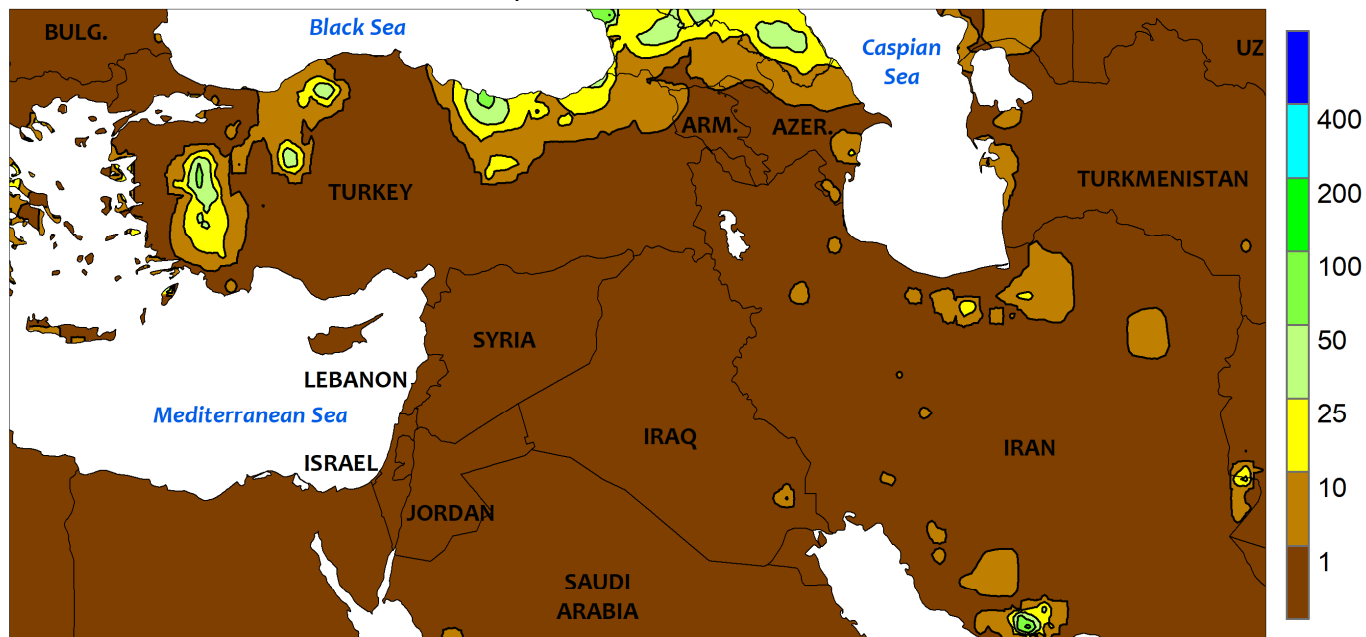 BULG.
Black Sea
Caspian
Sea
UZ
400
ARM.
AZER.
TURKEY
TURKMENISTAN
200
100
SYRIA
50
LEBANON
Mediterranean Sea
25
IRAQ
IRAN
ISRAEL
10
JORDAN
1
SAUDI
ARABIA